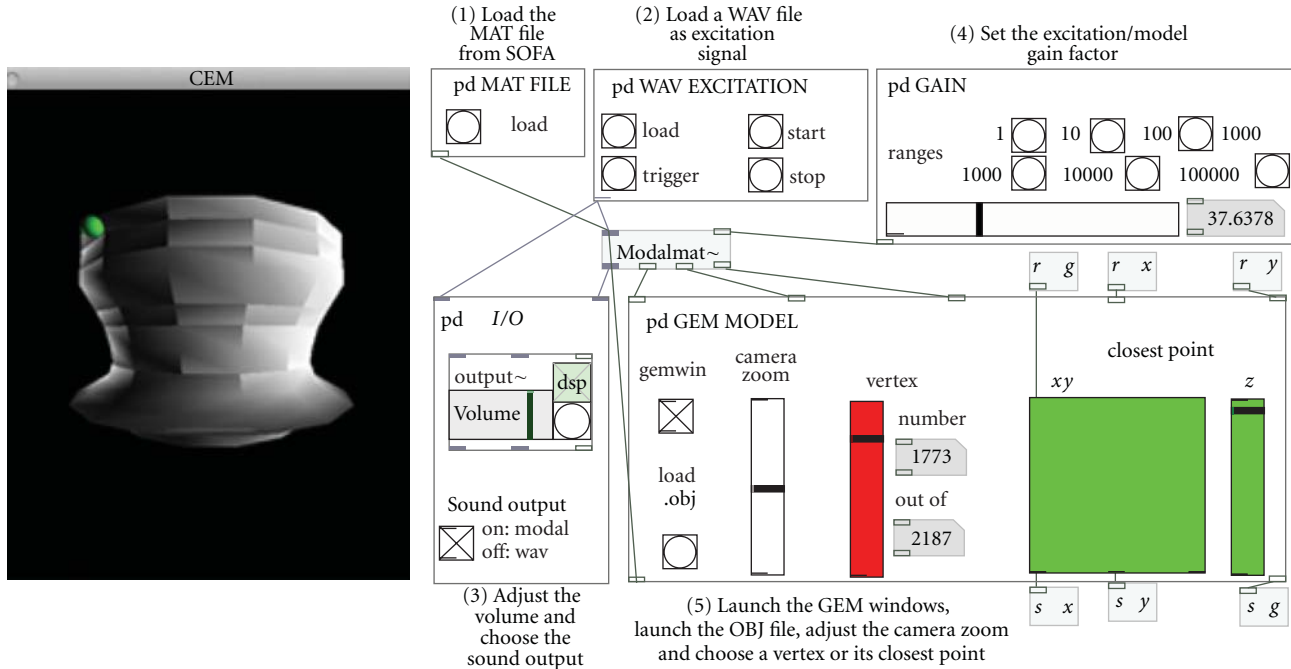 (1) Load the
MAT file
from SOFA
(2) Load a WAV file
as excitation
signal
(4) Set the excitation/model
gain factor
CEM
pd MAT FILE
load
pd WAV EXCITATION
load
start
trigger
stop
pd GAIN
ranges
1
10
100
1000
1000
10000
100000
37.6378
Modalmat~
r g
r x
r y
pd I/O
output~
dsp
Volume
Sound output
on: modal
off: wav
pd GEM MODEL
gemwin
camera
zoom
vertex
number
1773
out of
2187
load
.obj
closest point
xy
z
s x
s y
s g
(3) Adjust the
volume and
choose the
sound output
(5) Launch the GEM windows,
launch the OBJ file, adjust the camera zoom
and choose a vertex or its closest point